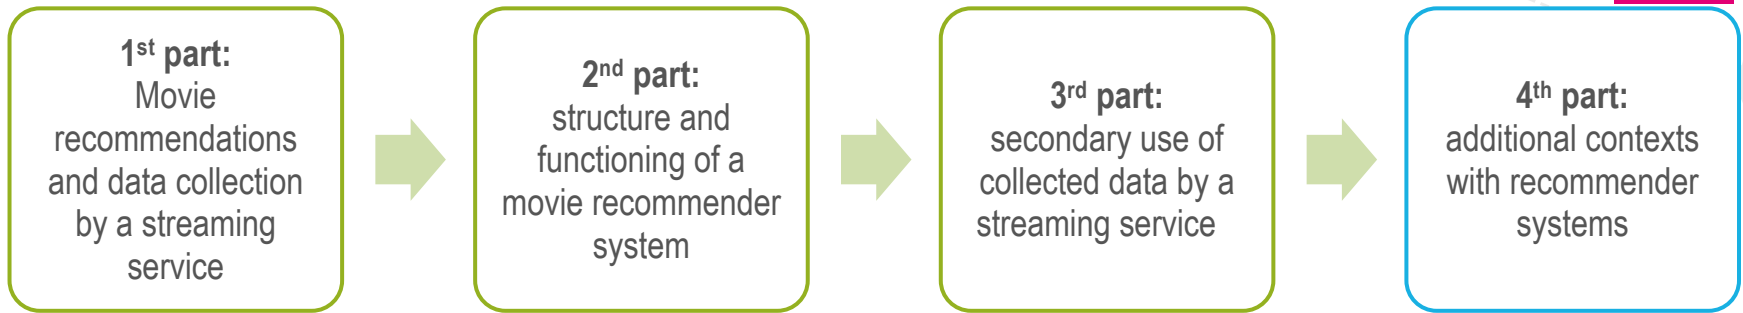 1st part:
Movie
recommendations
and data collection
by a streaming
service
2nd part:
structure and
functioning of a
movie recommender
system
3rd part:
secondary use of
collected data by a
streaming service
4th part:
additional contexts
with recommender
systems